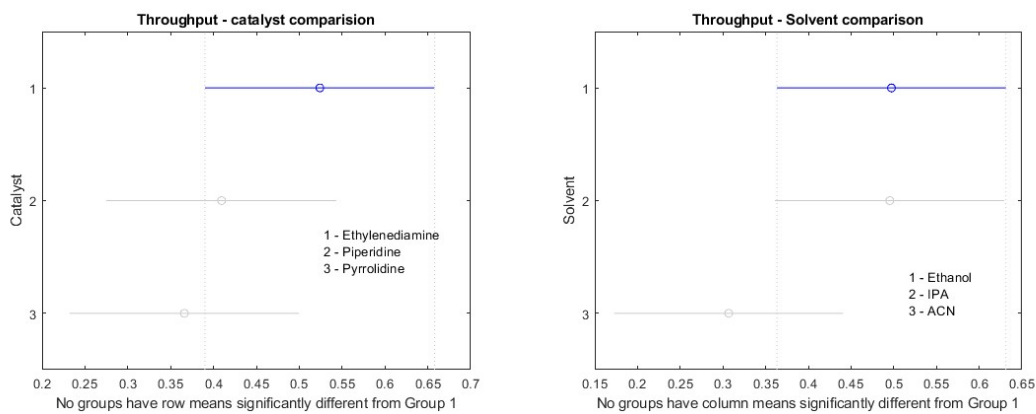 Throughput - catalyst comparision
1
2
3
Catalyst
1 - Ethylenediamine
2 - Piperidine
3 - Pyrrolidine
0.2 0.25 0.3 0.35 0.4 0.45 0.5 0.55 0.6 0.65 0.7
No groups have row means significantly different from Group 1
Throughput - Solvent comparison
1
2
3
Solvent
1 - Ethanol
2 - IPA
3 - ACN
0.15 0.2 0.25 0.3 0.35 0.4 0.45 0.5 0.55 0.6 0.65
No groups have column means significantly different from Group 1